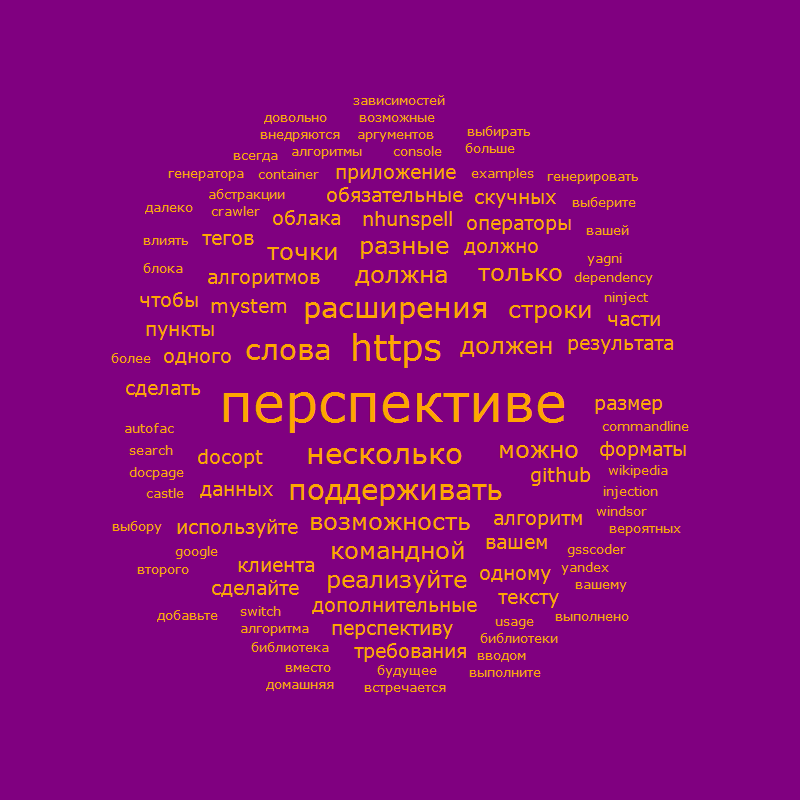 зависимостей
довольно возможные
внедряются аргументов выбирать
всегда алгоритмы console больше
генератора container приложение examples генерировать
абстракции обязательные скучных выберите
далеко crawler облака nhunspell операторы вашей
влиять тегов точки разные должно yagni
блока алгоритмов должна только dependency
чтобы mystem расширения строки ninject части
пункты слова https должен результата
более одного
сделать перспективе размер
autofac commandline
search docopt несколько можно форматы
docpage github wikipedia
castle данных поддерживать injection
выбору используйте возможность алгоритм windsor вероятных
google командной вашем gsscoder
второго клиента реализуйте одному yandex
сделайте тексту вашему
добавьте switch дополнительные usage выполнено
алгоритма перспективу библиотеки
библиотека требования вводом
вместо будущее выполните
домашняя встречается